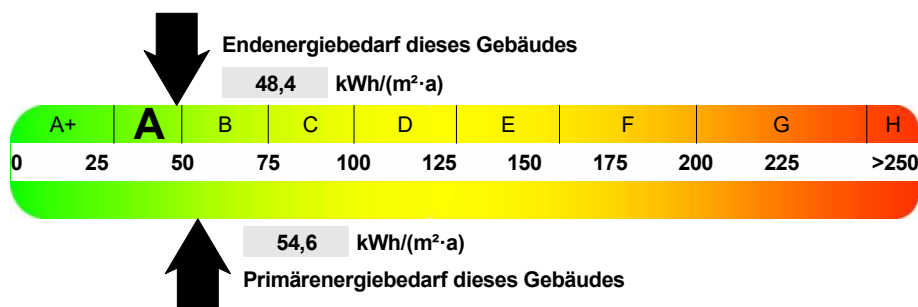 Endenergiebedarf dieses Gebäudes
48,4 kWh/(m²·a)
A+ A B C D E F G H
0 25 50 75 100 125 150 175 200 225 >250
54,6 kWh/(m²·a)
Primärenergiebedarf dieses Gebäudes